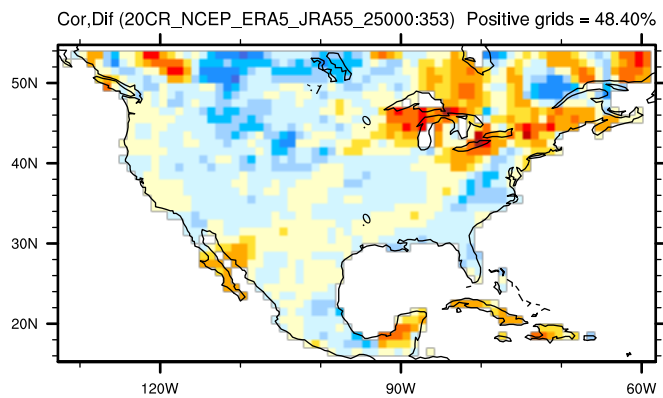 Cor,Dif (20CR_NCEP_ERA5_JRA55_25000:353) Positive grids = 48.40%
50N
40N
30N
20N
120W 90W 60W